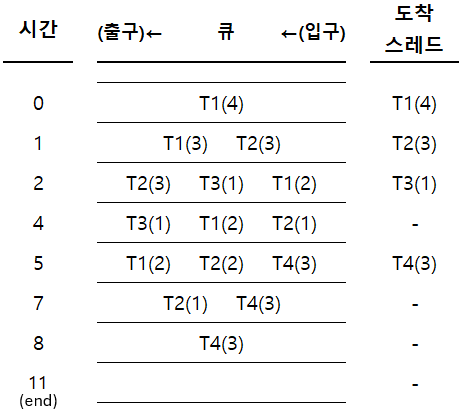 시간 (출구)← 큐 ←(입구) 도착 스레드
0 T1(4) T1(4)
1 T1(3) T2(3) T2(3)
2 T2(3) T3(1) T1(2) T3(1)
4 T3(1) T1(2) T2(1) -
5 T1(2) T2(2) T4(3) T4(3)
7 T2(1) T4(3) -
8 T4(3) -
11 (end) -